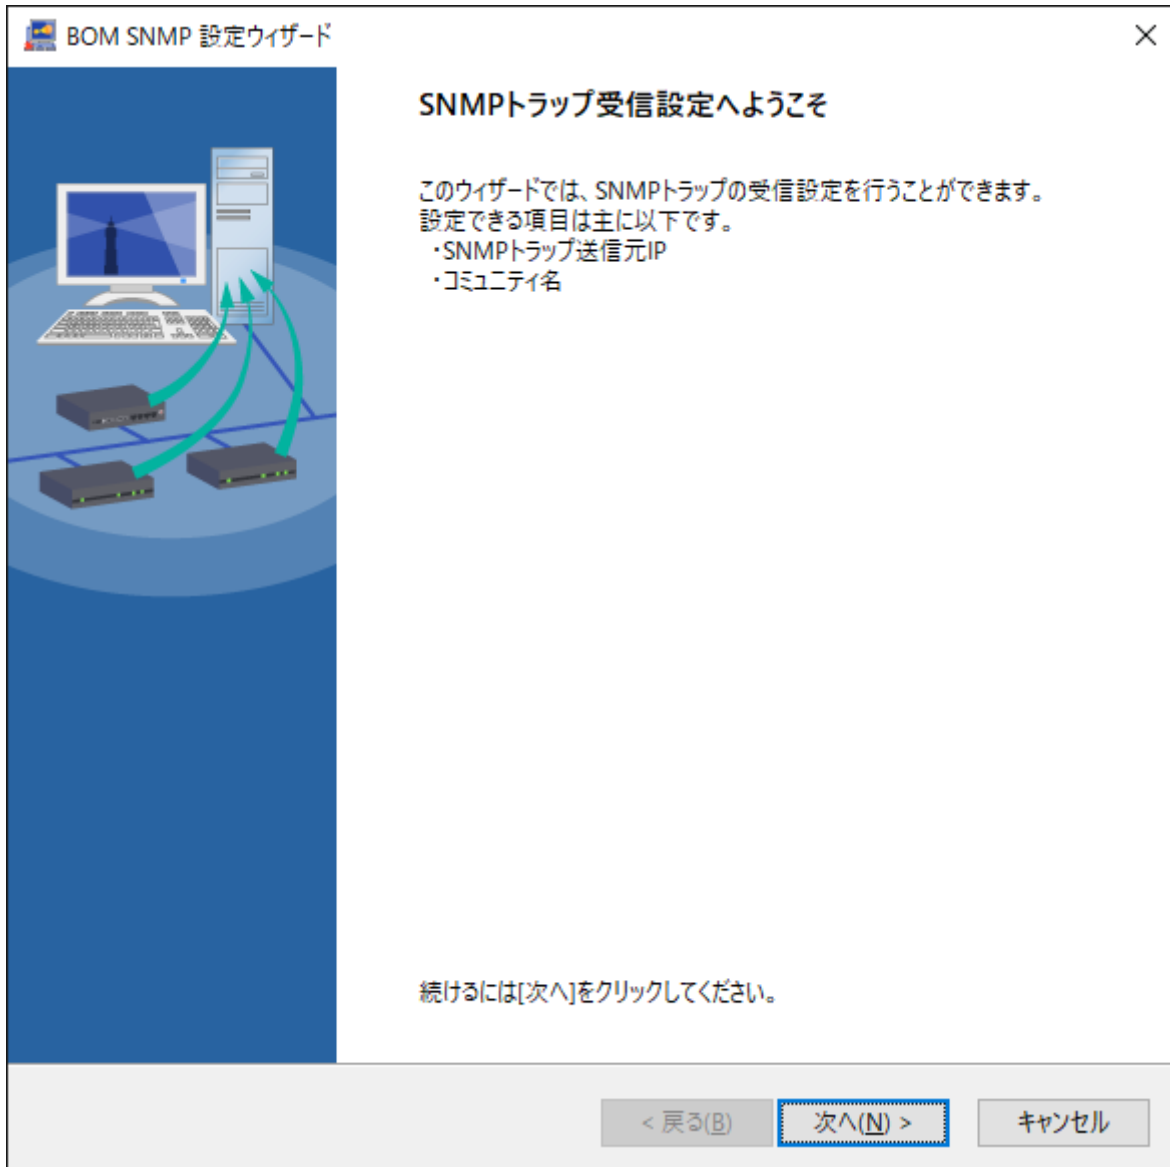 BOM SNMP 設定ウィザード
SNMPトラップ受信設定へようこそ
このウィザードでは、SNMPトラップの受信設定を行うことができます。
設定できる項目は主に以下です。
・SNMPトラップ送信元IP
・コミュニティ名
続けるには[次へ]をクリックしてください。
< 戻る(B)
次へ(N) >
キャンセル